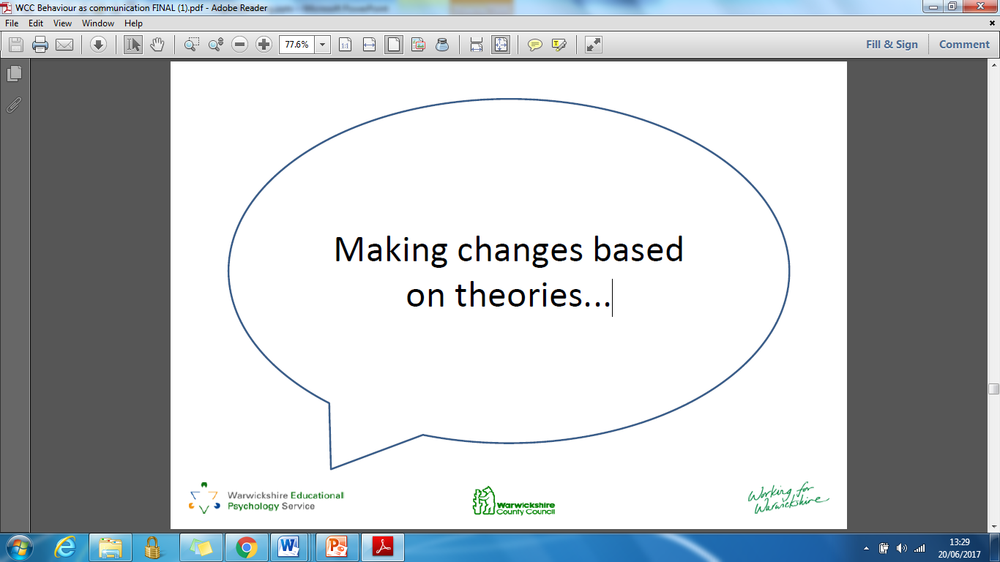 WCC Behaviour as communication FINAL (1).pdf - Adobe Reader
File Edit View Window Help
77.6% 1:1 Fill & Sign Comment
Making changes based
on theories...
Warwickshire Educational
Psychology Service
Warwickshire
County Council
Working for
Warwickshire
13:29
20/06/2017